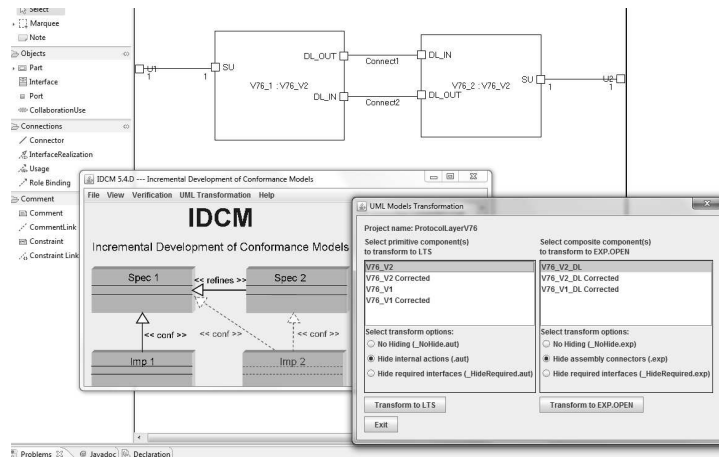 Select
Marquee
Note
Objects
Part
Interface
Port
CollaborationUse
Connections
Connector
InterfaceRealization
Usage
Role Binding
Comment
Comment
CommentLink
Constraint
Constraint Link
U1
1
1
SU
V76_1 : V76_V2
DL_OUT
DL_IN
Connect1
Connect2
DL_IN
DL_OUT
V76_2 : V76_V2
SU
1
U2
1
IDCM 5.4.D --- Incremental Development of Conformance Models
File View Verification UML Transformation Help
IDCM
Incremental Development of Conformance Models
Spec 1
<< refines >>
Spec 2
<< conf >>
<< conf >>
<< conf >>
Imp 1
Imp 2
UML Models Transformation
Project name: ProtocolLayerV76
Select primitive component(s)
to transform to LTS
V76_V2
V76_V2 Corrected
V76_V1
V76_V1 Corrected
Select transform options:
No Hiding (_NoHide.aut)
Hide internal actions (.aut)
Hide required interfaces (_HideRequired.aut)
Transform to LTS
Exit
Select composite component(s)
to transform to EXP.OPEN
V76_V2_DL
V76_V2_DL Corrected
V76_V1_DL Corrected
Select transform options:
No Hiding (_NoHide.exp)
Hide assembly connectors (.exp)
Hide required interfaces (_HideRequired.exp)
Transform to EXP.OPEN
Problems
Javadoc
Declaration